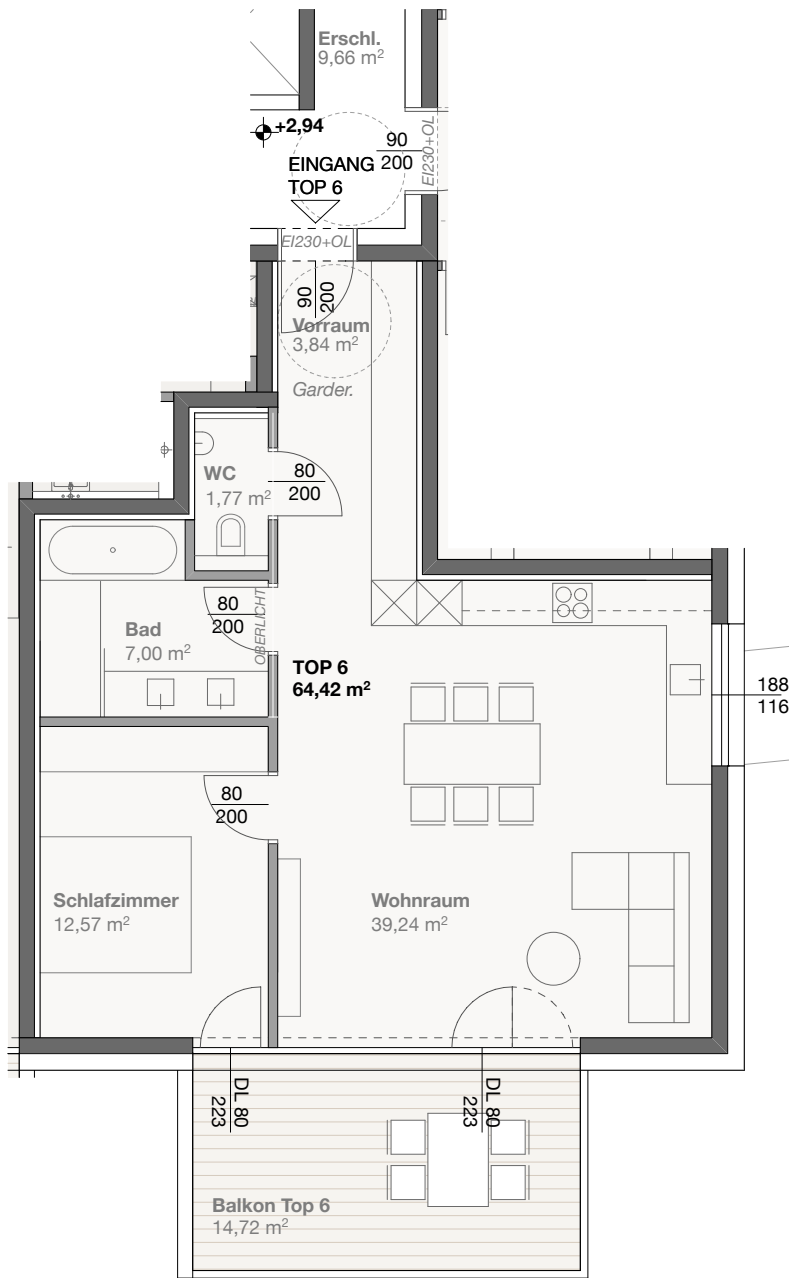 Erschl.
9,66 m²
+2,94
90
200
EI230+OL
EINGANG
TOP 6
EI230+OL
90
200
Vorraum
3,84 m²
Garder.
WC
1,77 m²
80
200
Bad
7,00 m²
80
200
OBERLICHT
TOP 6
64,42 m²
188
116
80
200
Schlafzimmer
12,57 m²
Wohnraum
39,24 m²
DL 80
223
DL 80
223
Balkon Top 6
14,72 m²